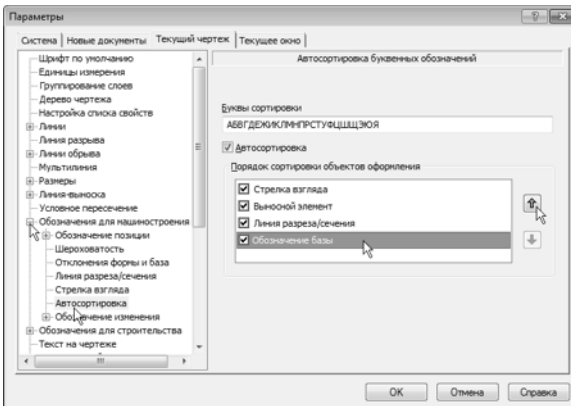 Параметры
Система
Новые документы
Текущий чертеж
Текущее окно
Шрифт по умолчанию
Единицы измерения
Группирование слоев
Дерево чертежа
Настройка списка свойств
Линии
Линия разрыва
Линии обрыва
Мультилиния
Размеры
Линия-выноска
Условное пересечение
Обозначения для машиностроения
Обозначение позиции
Шероховатость
Отклонения формы и база
Линия разреза/сечения
Стрелка взгляда
Автосортировка
Обозначение изменения
Обозначения для строительства
Текст на чертеже
Автосортировка буквенных обозначений
Буквы сортировки
АБВГДЕЖИКЛМНПРСТУФЦШЩЭЮЯ
Автосортировка
Порядок сортировки объектов оформления
Стрелка взгляда
Выносной элемент
Линия разреза/сечения
Обозначение базы
OK
Отмена
Справка